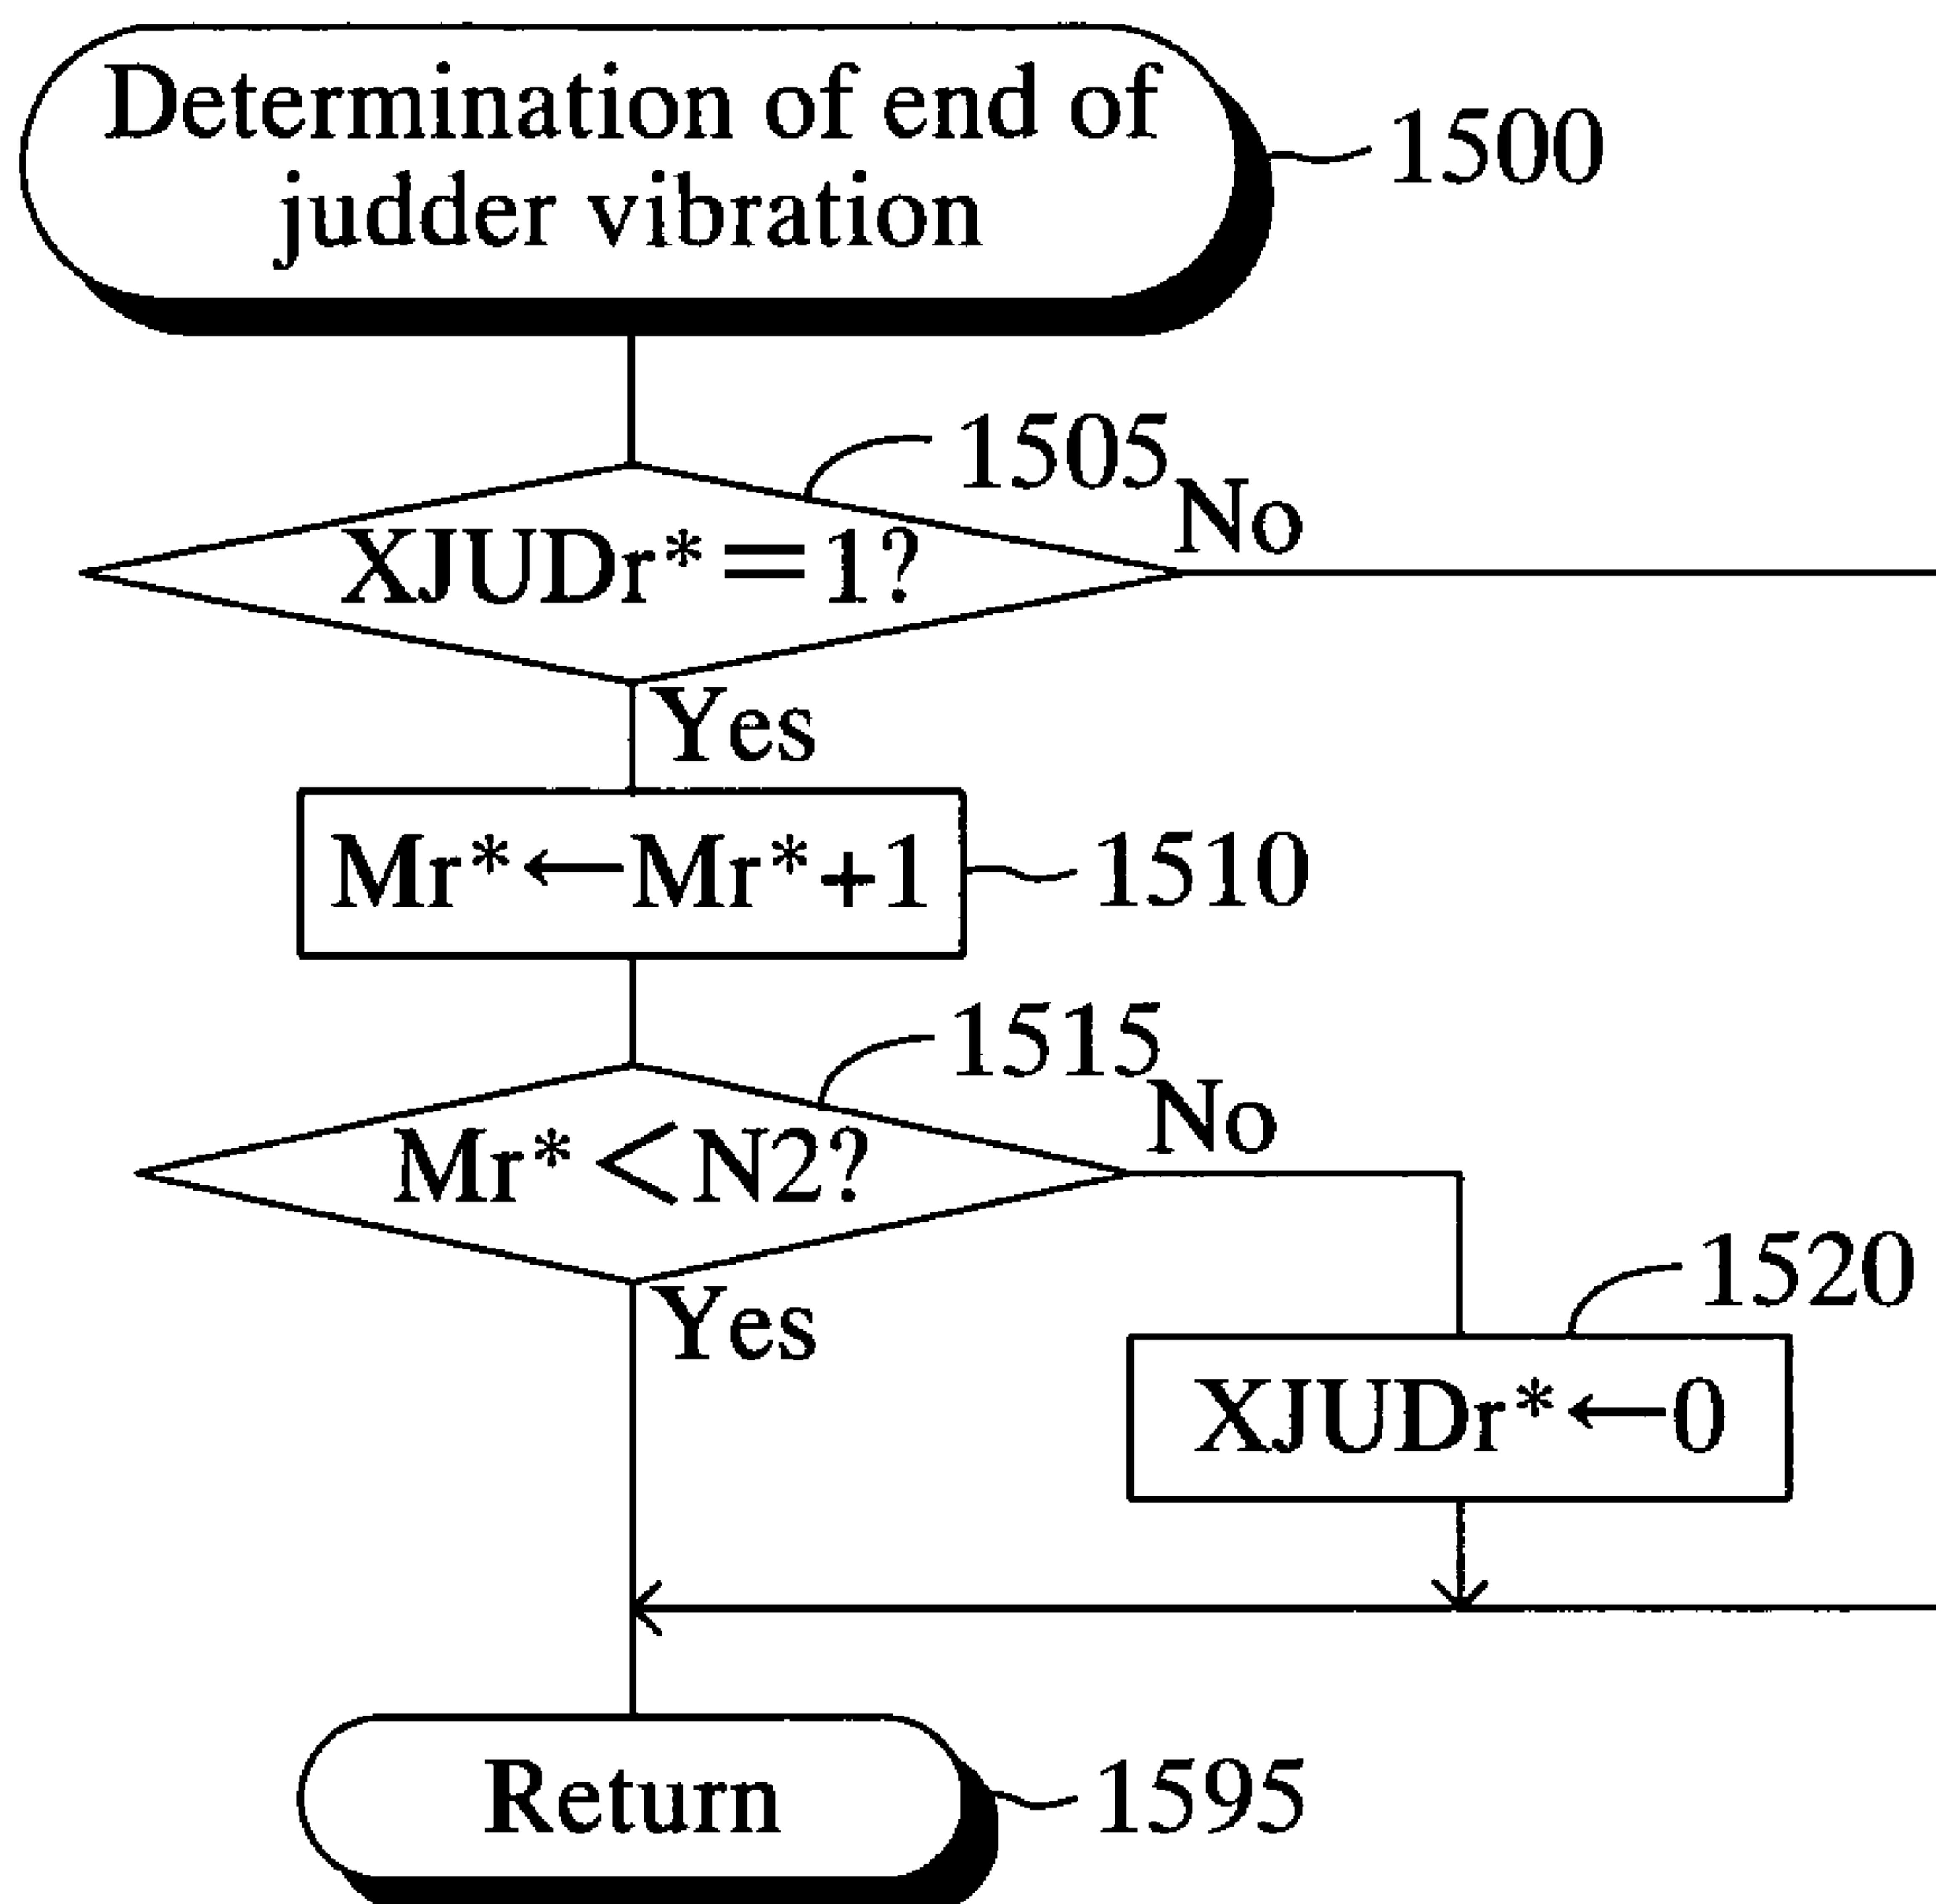 Determination of end of
judder vibration
1500
1505
No
XJUDr*=1?
Yes
Mr*←Mr*+1
1510
1515
No
Mr*<N2?
Yes
1520
XJUDr*←0
Return
1595